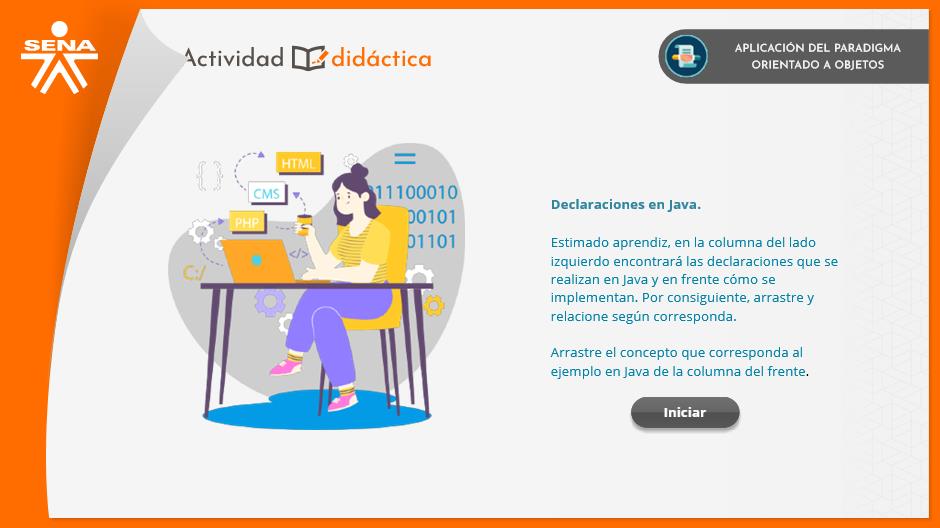 SENA
Actividad didáctica
APLICACIÓN DEL PARADIGMA
ORIENTADO A OBJETOS
HTML
CMS
PHP
{ }
=
011100010
00101
01101
</>
C:/
Declaraciones en Java.
Estimado aprendiz, en la columna del lado
izquierdo encontrará las declaraciones que se
realizan en Java y en frente cómo se
implementan. Por consiguiente, arrastre y
relacione según corresponda.
Arrastre el concepto que corresponda al
ejemplo en Java de la columna del frente.
Iniciar